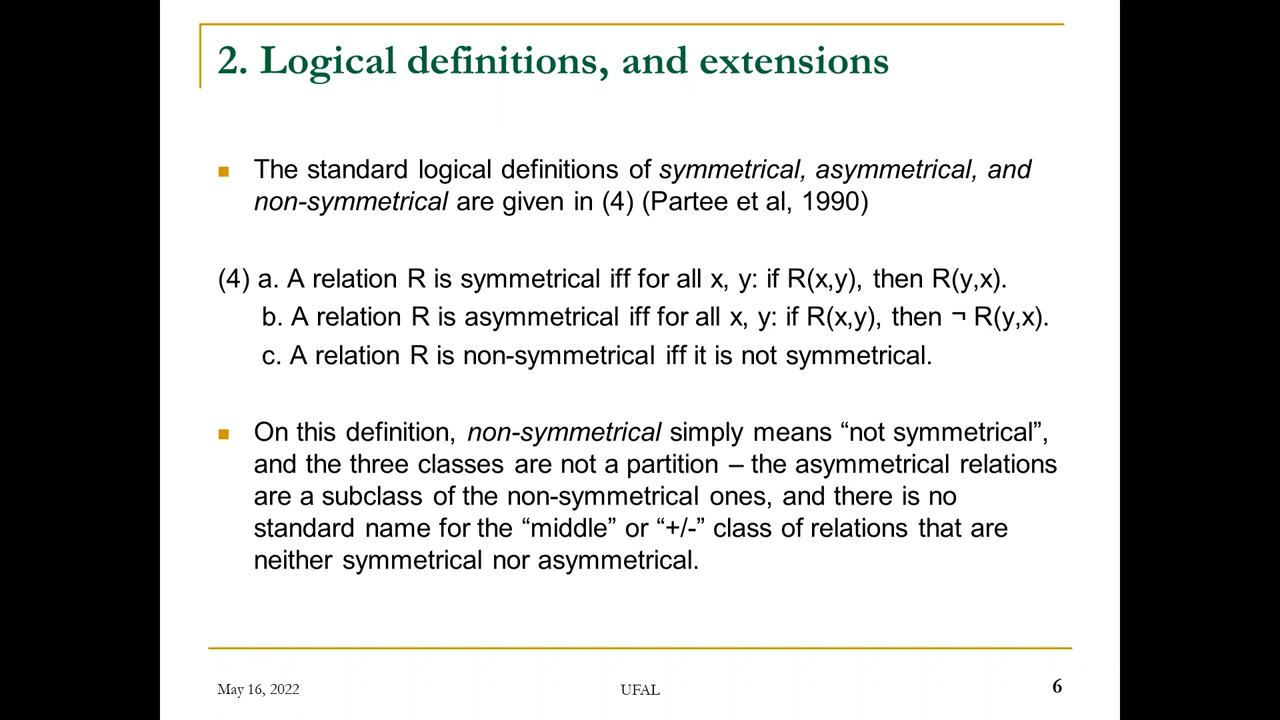 2. Logical definitions, and extensions
The standard logical definitions of symmetrical, asymmetrical, and
non-symmetrical are given in (4) (Partee et al, 1990)
(4) a. A relation R is symmetrical iff for all x, y: if R(x,y), then R(y,x).
b. A relation R is asymmetrical iff for all x, y: if R(x,y), then ¬ R(y,x).
c. A relation R is non-symmetrical iff it is not symmetrical.
On this definition, non-symmetrical simply means “not symmetrical”,
and the three classes are not a partition – the asymmetrical relations
are a subclass of the non-symmetrical ones, and there is no
standard name for the “middle” or “+/-” class of relations that are
neither symmetrical nor asymmetrical.
May 16, 2022
UFAL
6